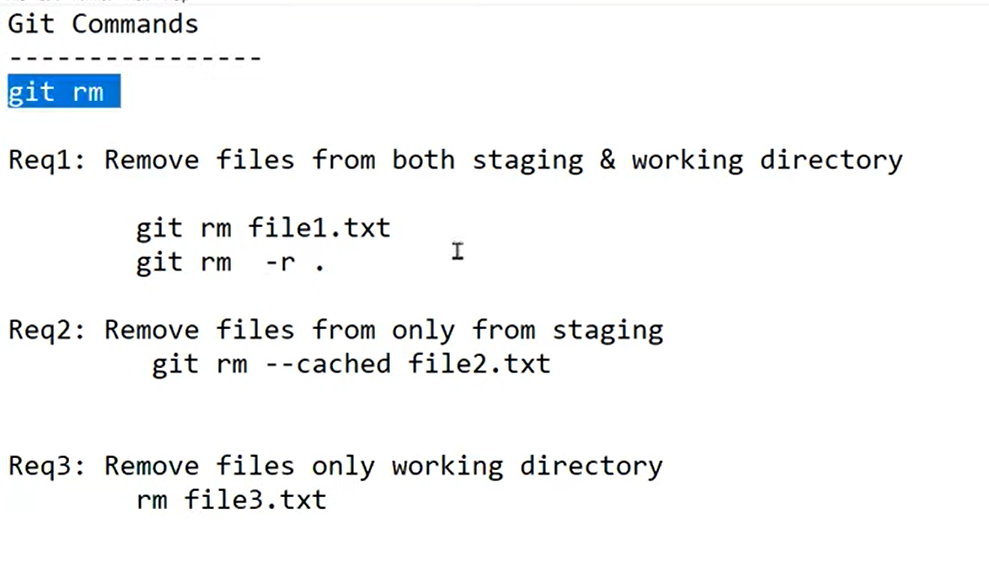 Git Commands
----------------
git rm
Req1: Remove files from both staging & working directory
git rm file1.txt
git rm  -r .
Req2: Remove files from only from staging
git rm --cached file2.txt
Req3: Remove files only working directory
rm file3.txt